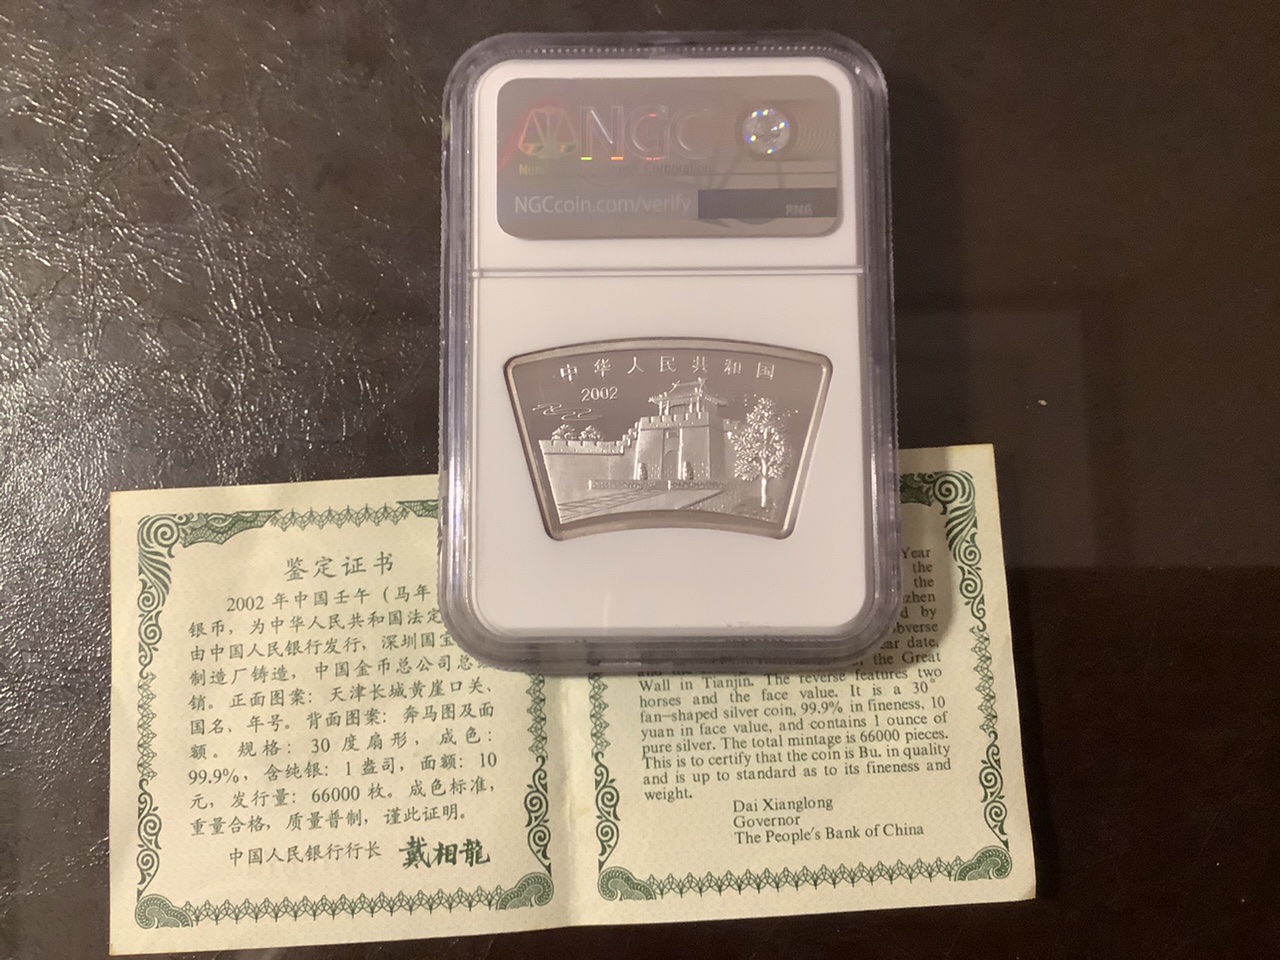 NGC
NGCcoin.com/verify
中华人民共和国
2002
鉴定证书
2002 年中国壬午（马年
银币，为中华人民共和国法定
由中国人民银行发行，深圳国宝
制造厂铸造，中国金币总公司总
销。正面图案：天津长城黄崖口关、
国名、年号。背面图案：奔马图及面
额。规格：30 度扇形，成色：
99.9%，含纯银：1 盎司，面额：10
元，发行量：66000 枚。成色标准，
重量合格，质量普制，谨此证明。
中国人民银行行长 戴相龍
Year
the
the
zhen
by
obverse
year date,
the Great
Wall in Tianjin. The reverse features two
horses and the face value. It is a 30°
fan-shaped silver coin, 99.9% in fineness, 10
yuan in face value, and contains 1 ounce of
pure silver. The total mintage is 66000 pieces.
This is to certify that the coin is Bu. in quality
and is up to standard as to its fineness and
weight.
Dai Xianglong
Governor
The People's Bank of China